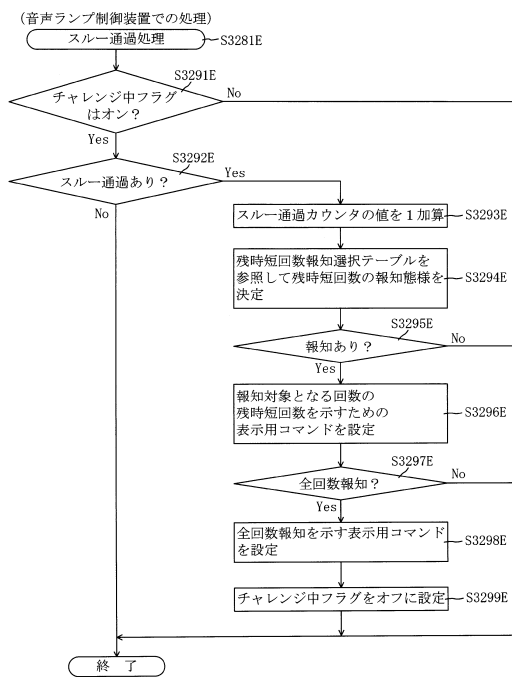 (音声ランプ制御装置での処理)
スルー通過処理
S3281E
S3291E
チャレンジ中フラグ
はオン?
No
Yes
S3292E
スルー通過あり?
Yes
No
スルー通過カウンタの値を1加算
S3293E
残時短回数報知選択テーブルを
参照して残時短回数の報知態様を
決定
S3294E
S3295E
報知あり?
No
Yes
報知対象となる回数の
残時短回数を示すための
表示用コマンドを設定
S3296E
S3297E
全回数報知?
No
Yes
全回数報知を示す表示用コマンド
を設定
S3298E
チャレンジ中フラグをオフに設定
S3299E
終 了